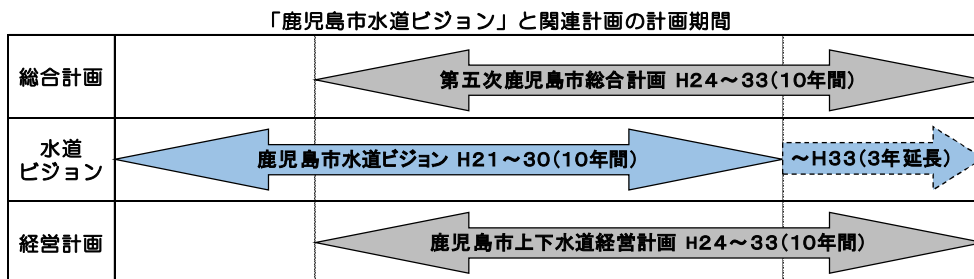 「鹿児島市水道ビジョン」と関連計画の計画期間
総合計画
第五次鹿児島市総合計画 H24～33(10年間)
水道
ビジョン
鹿児島市水道ビジョン H21～30(10年間)
～H33(3年延長)
経営計画
鹿児島市上下水道経営計画 H24～33(10年間)